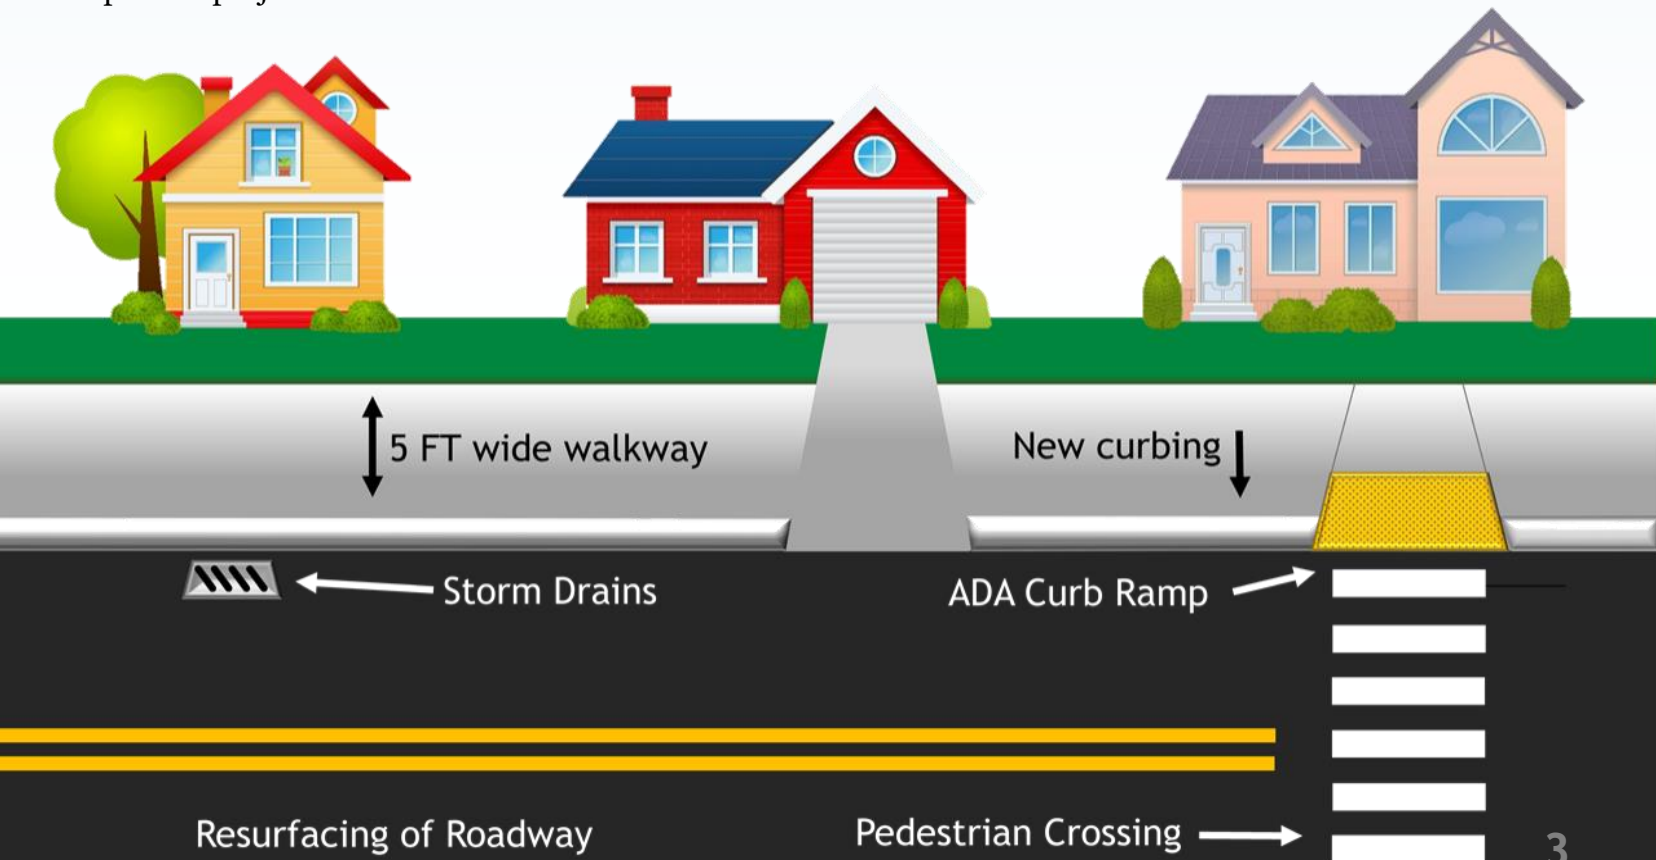 5 FT wide walkway
New curbing
Storm Drains
ADA Curb Ramp
Resurfacing of Roadway
Pedestrian Crossing
3